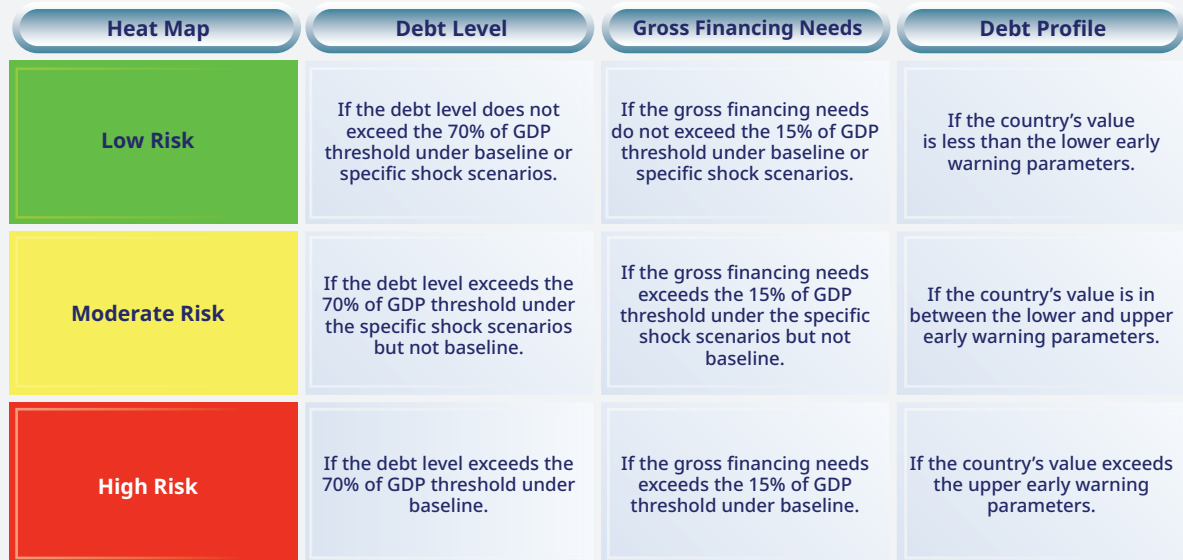 Heat Map
Debt Level
Gross Financing Needs
Debt Profile
Low Risk
If the debt level does not
exceed the 70% of GDP
threshold under baseline or
specific shock scenarios.
If the gross financing needs
do not exceed the 15% of GDP
threshold under baseline or
specific shock scenarios.
If the country’s value
is less than the lower early
warning parameters.
Moderate Risk
If the debt level exceeds the
70% of GDP threshold under
the specific shock scenarios
but not baseline.
If the gross financing needs
exceeds the 15% of GDP
threshold under the specific
shock scenarios but not
baseline.
If the country’s value is in
between the lower and upper
early warning parameters.
High Risk
If the debt level exceeds the
70% of GDP threshold under
baseline.
If the gross financing needs
exceeds the 15% of GDP
threshold under baseline.
If the country’s value exceeds
the upper early warning
parameters.